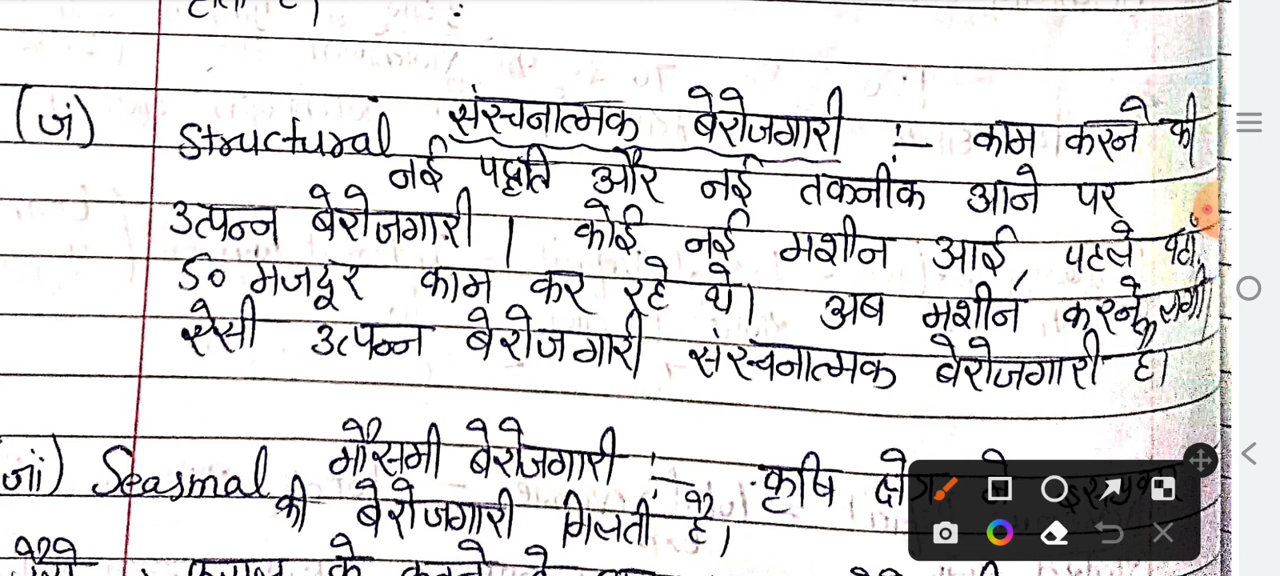 (जं) Structural संरचनात्मक बेरोजगारी :- काम करने की
नई पद्धति और नई तकनीक आने पर
उत्पन्न बेरोजगारी। कोई नई मशीन आई, पहले वहां
50 मजदूर काम कर रहे थे। अब मशीन करने लगी
ऐसी उत्पन्न बेरोजगारी संरचनात्मक बेरोजगारी है।
Seasmal मौसमी बेरोजगारी :- कृषि क्षेत्र में
की बेरोजगारी मिलती है।